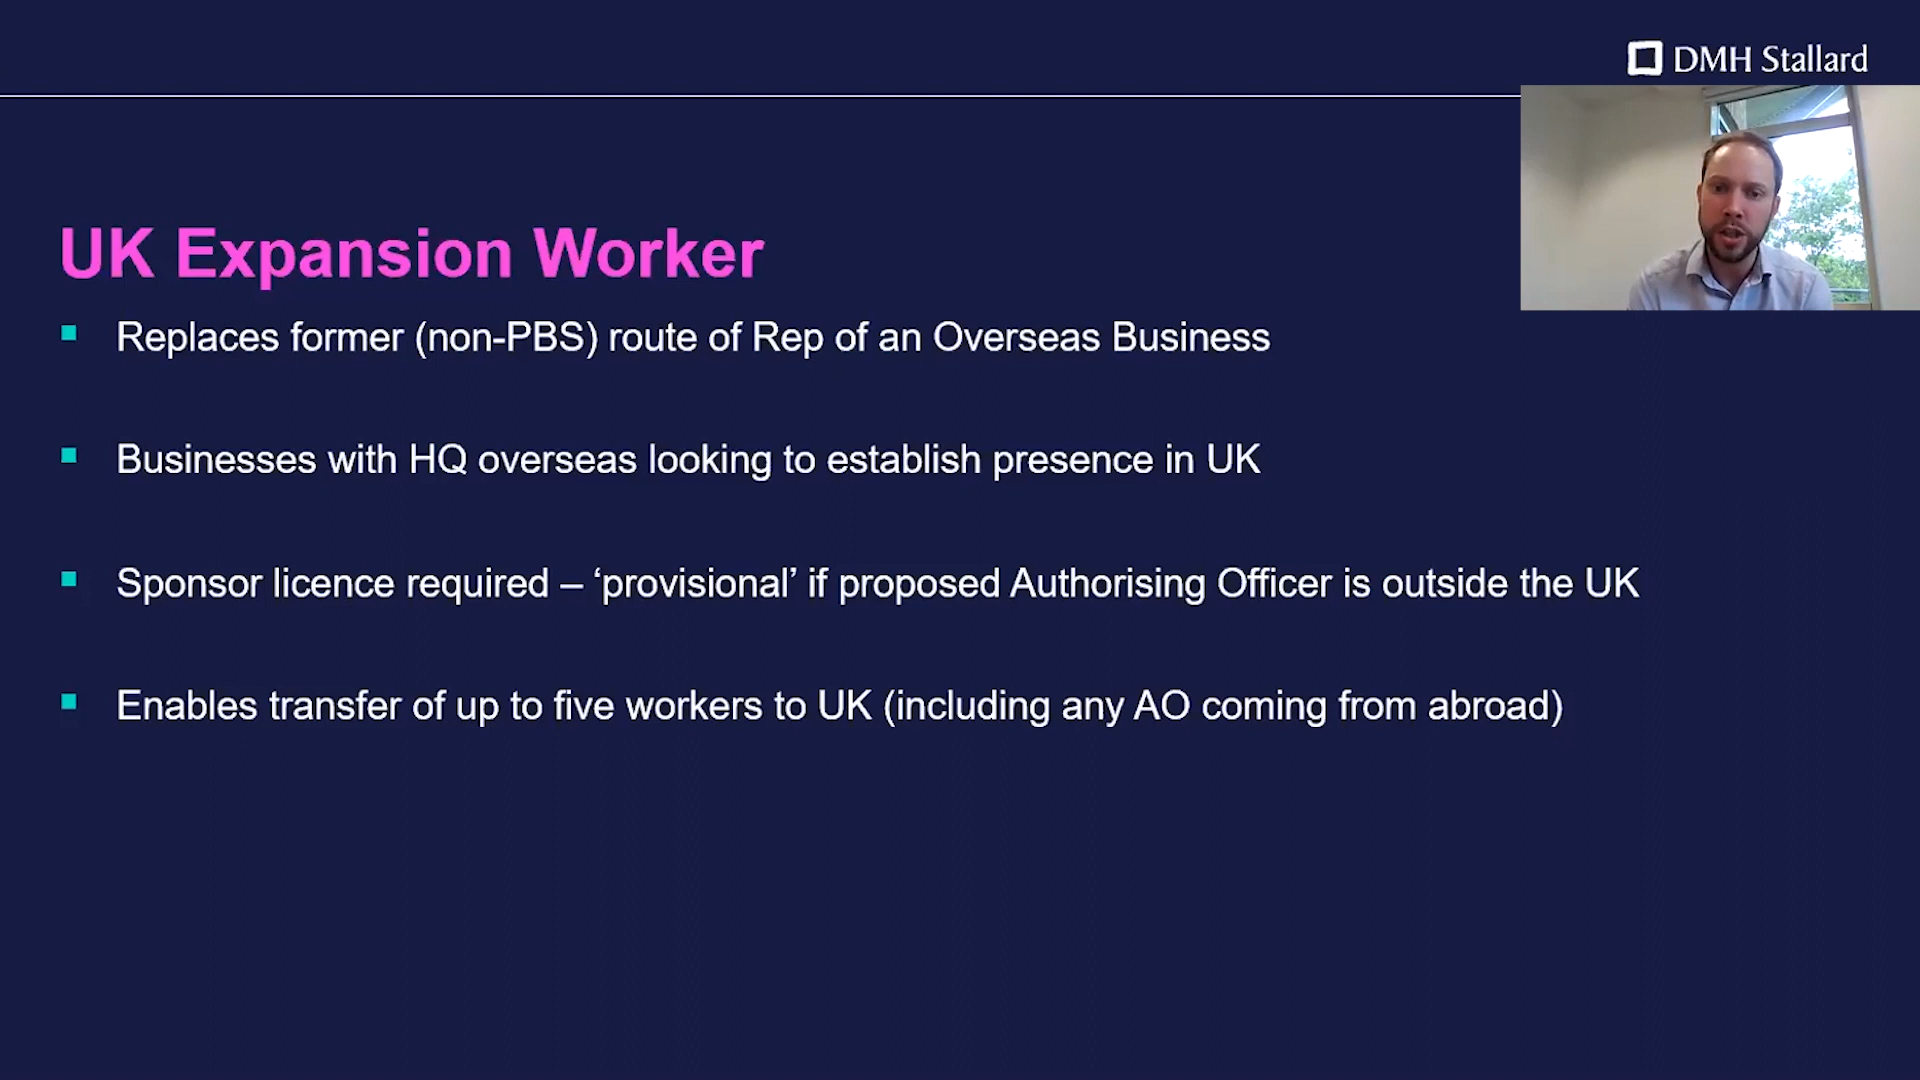 DMH Stallard
UK Expansion Worker
Replaces former (non-PBS) route of Rep of an Overseas Business
Businesses with HQ overseas looking to establish presence in UK
Sponsor licence required – ‘provisional’ if proposed Authorising Officer is outside the UK
Enables transfer of up to five workers to UK (including any AO coming from abroad)